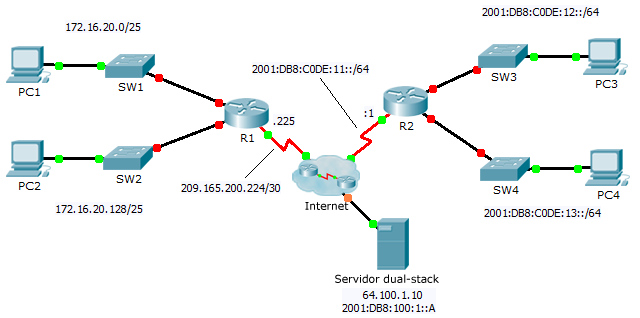 172.16.20.0/25
2001:DB8:C0DE:12::/64
PC1
SW1
2001:DB8:C0DE:11::/64
SW3
PC3
.225
:1
R1
R2
PC2
SW2
209.165.200.224/30
SW4
PC4
172.16.20.128/25
Internet
2001:DB8:C0DE:13::/64
Servidor dual-stack
64.100.1.10
2001:DB8:100:1::A